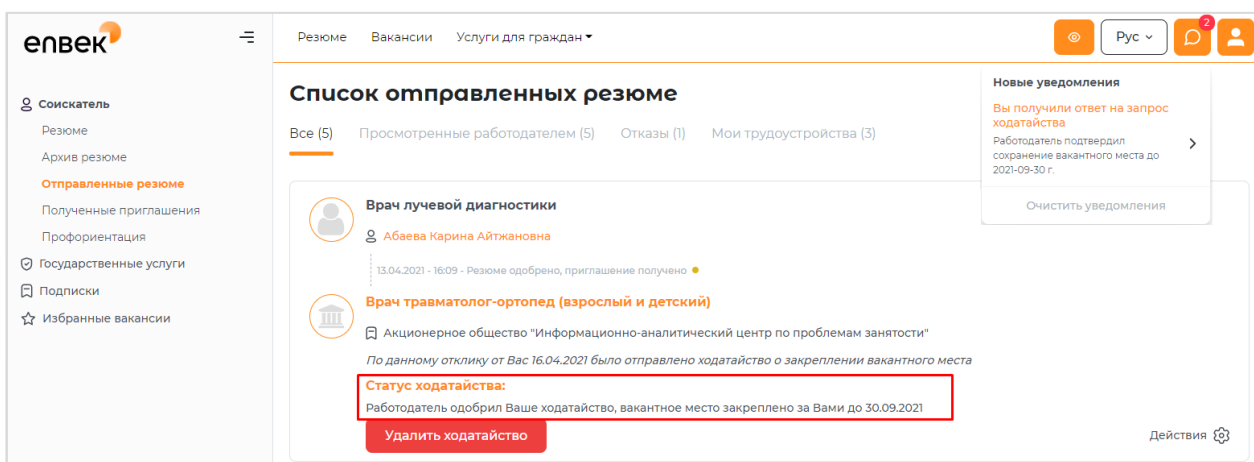 enbek
Резюме Вакансии Услуги для граждан
Рус
2
Соискатель
Резюме
Архив резюме
Отправленные резюме
Полученные приглашения
Профориентация
Государственные услуги
Подписки
Избранные вакансии
Список отправленных резюме
Все (5) Просмотренные работодателем (5) Отказы (1) Мои трудоустройства (3)
Новые уведомления
Вы получили ответ на запрос
ходатайства
Работодатель подтвердил
сохранение вакантного места до
2021-09-30 г.
Очистить уведомления
Врач лучевой диагностики
Абаева Карина Айтжановна
13.04.2021 - 16:09 - Резюме одобрено, приглашение получено
Врач травматолог-ортопед (взрослый и детский)
Акционерное общество "Информационно-аналитический центр по проблемам занятости"
По данному отклику от Вас 16.04.2021 было отправлено ходатайство о закреплении вакантного места
Статус ходатайства:
Работодатель одобрил Ваше ходатайство, вакантное место закреплено за Вами до 30.09.2021
Удалить ходатайство
Действия